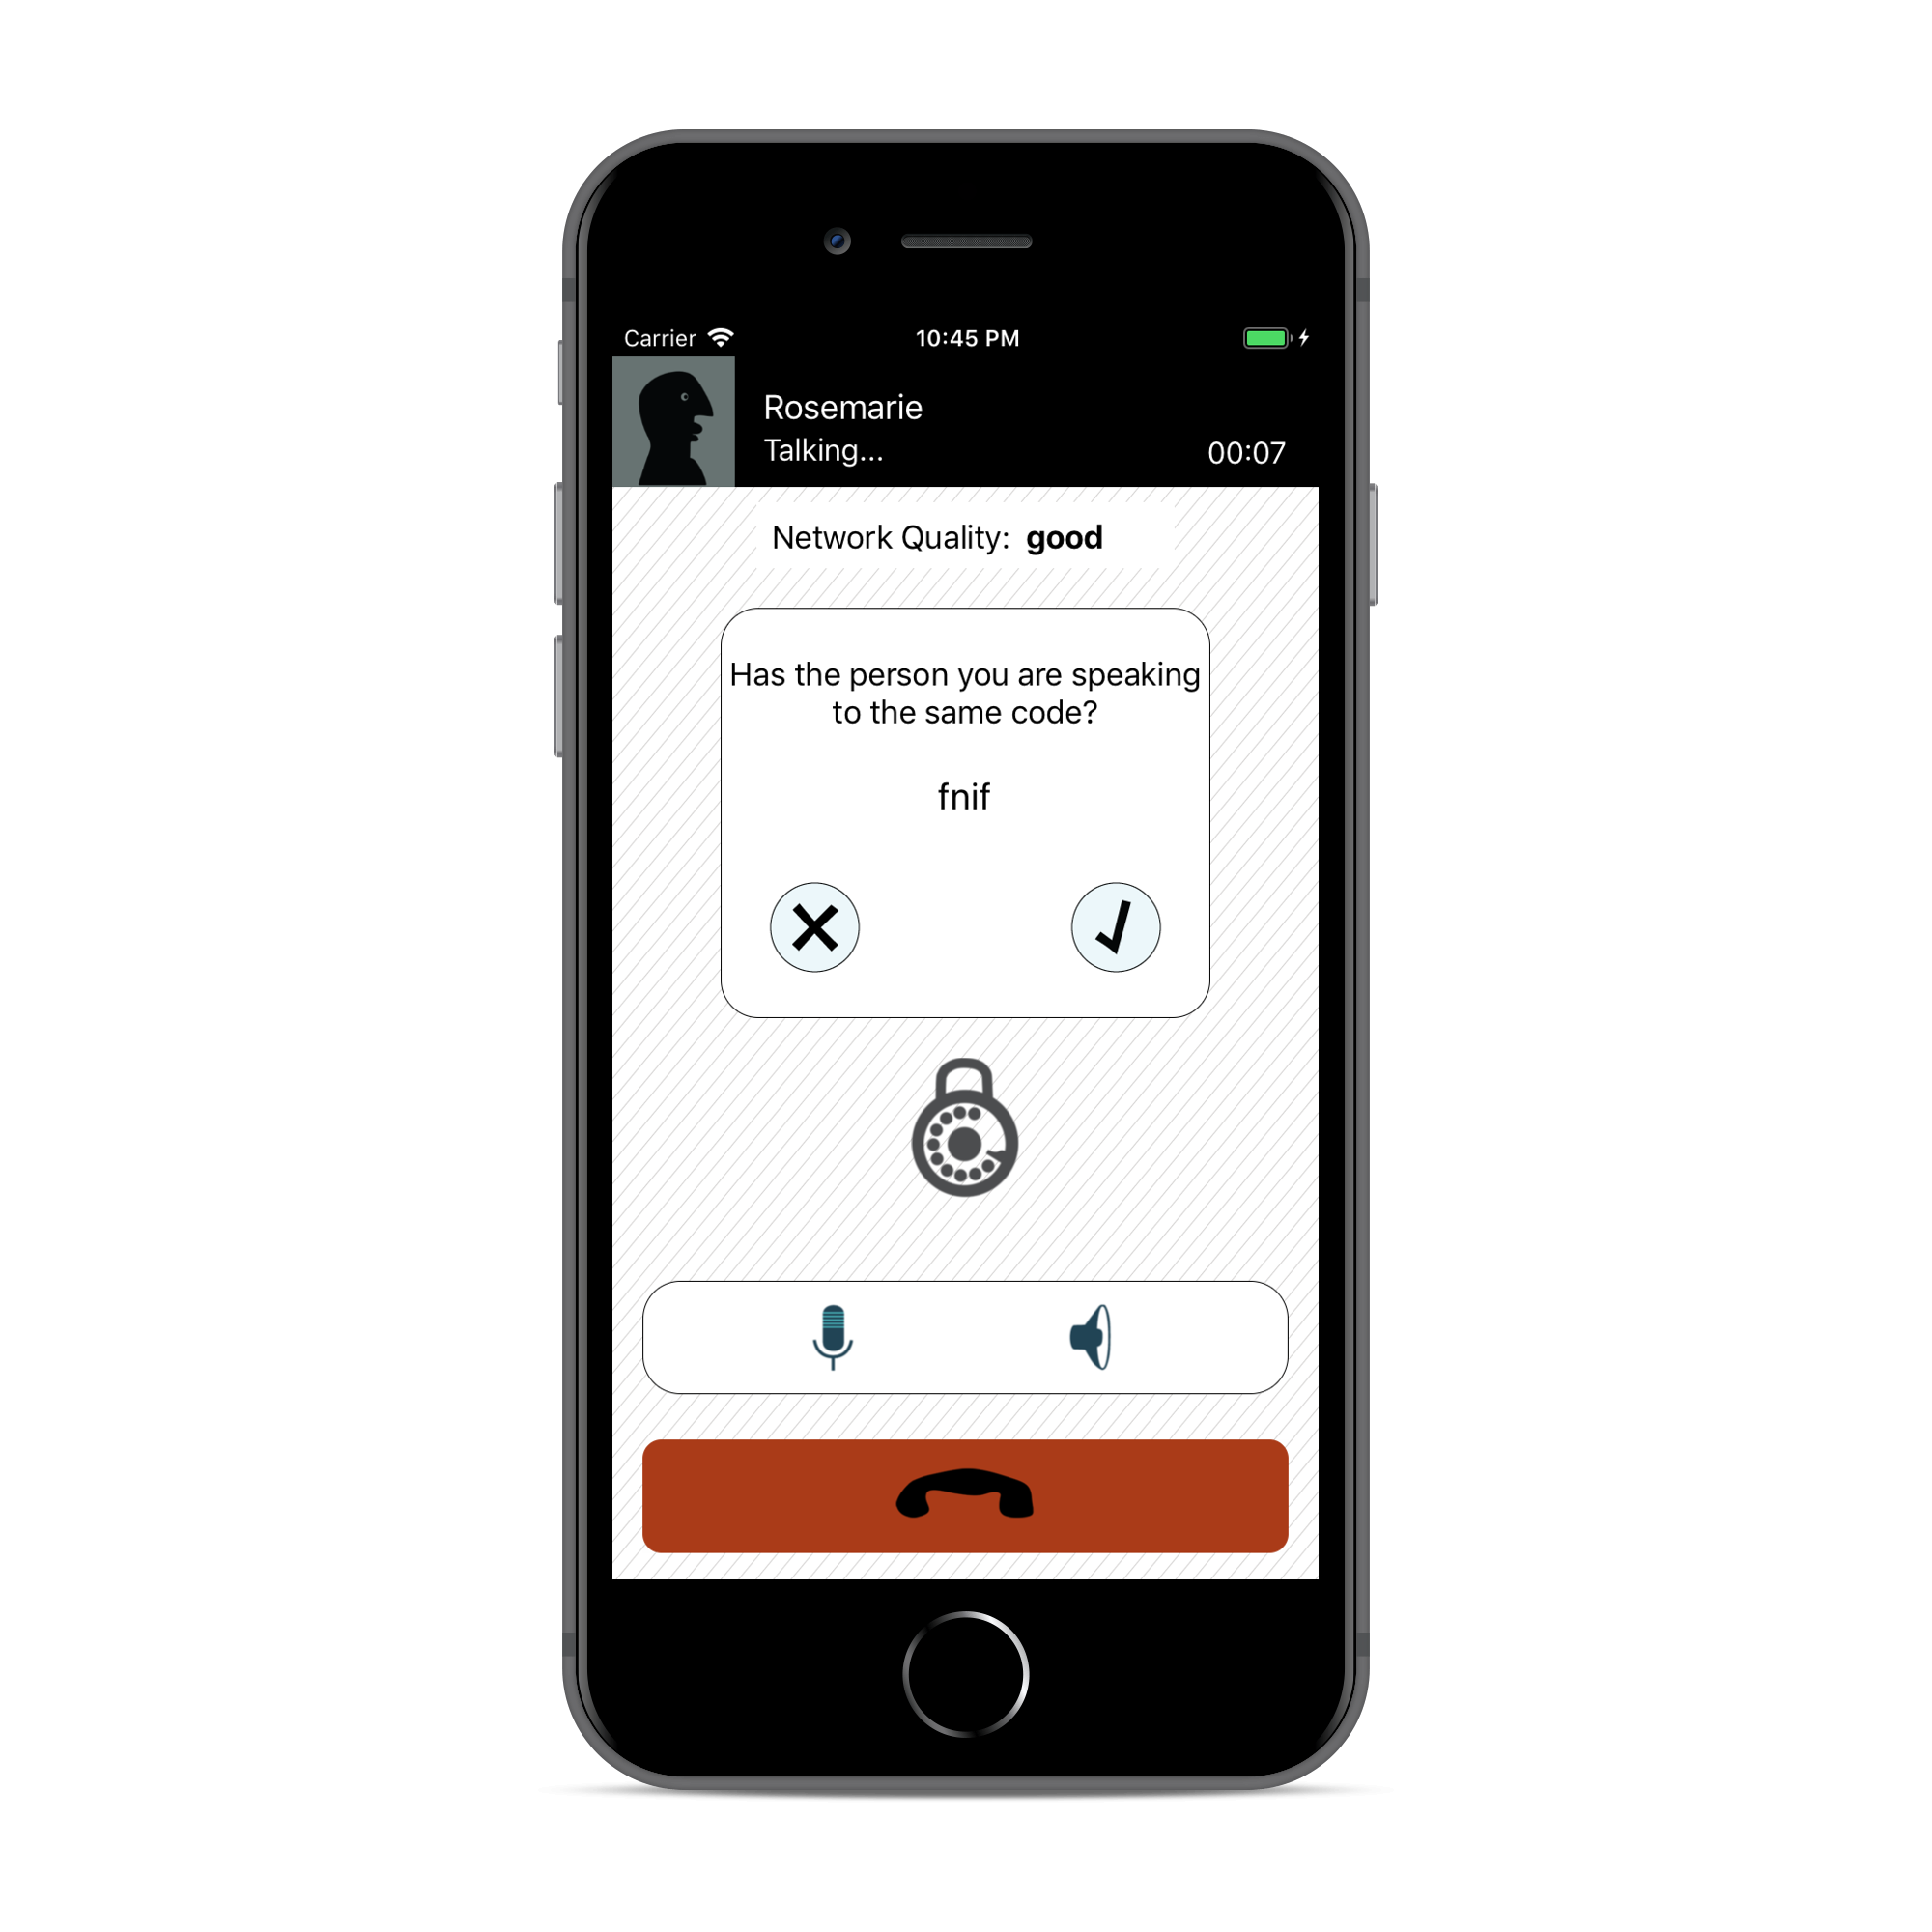 Carrier
10:45 PM
Rosemarie
Talking...
00:07
Network Quality: good
Has the person you are speaking
to the same code?
fnif